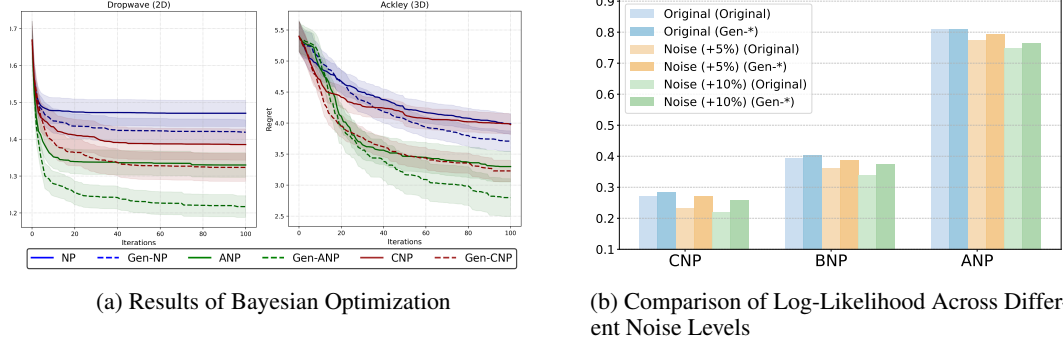 Dropwave (2D)
1.7
1.6
1.5
1.4
1.3
1.2
0 20 40 60 80 100
Iterations
Ackley (3D)
Regret
5.5
5.0
4.5
4.0
3.5
3.0
2.5
0 20 40 60 80 100
Iterations
NP Gen-NP ANP Gen-ANP CNP Gen-CNP
(a) Results of Bayesian Optimization
0.9
0.8
0.7
0.6
0.5
0.4
0.3
0.2
0.1
Original (Original)
Original (Gen-*)
Noise (+5%) (Original)
Noise (+5%) (Gen-*)
Noise (+10%) (Original)
Noise (+10%) (Gen-*)
CNP BNP ANP
(b) Comparison of Log-Likelihood Across Differ-
ent Noise Levels